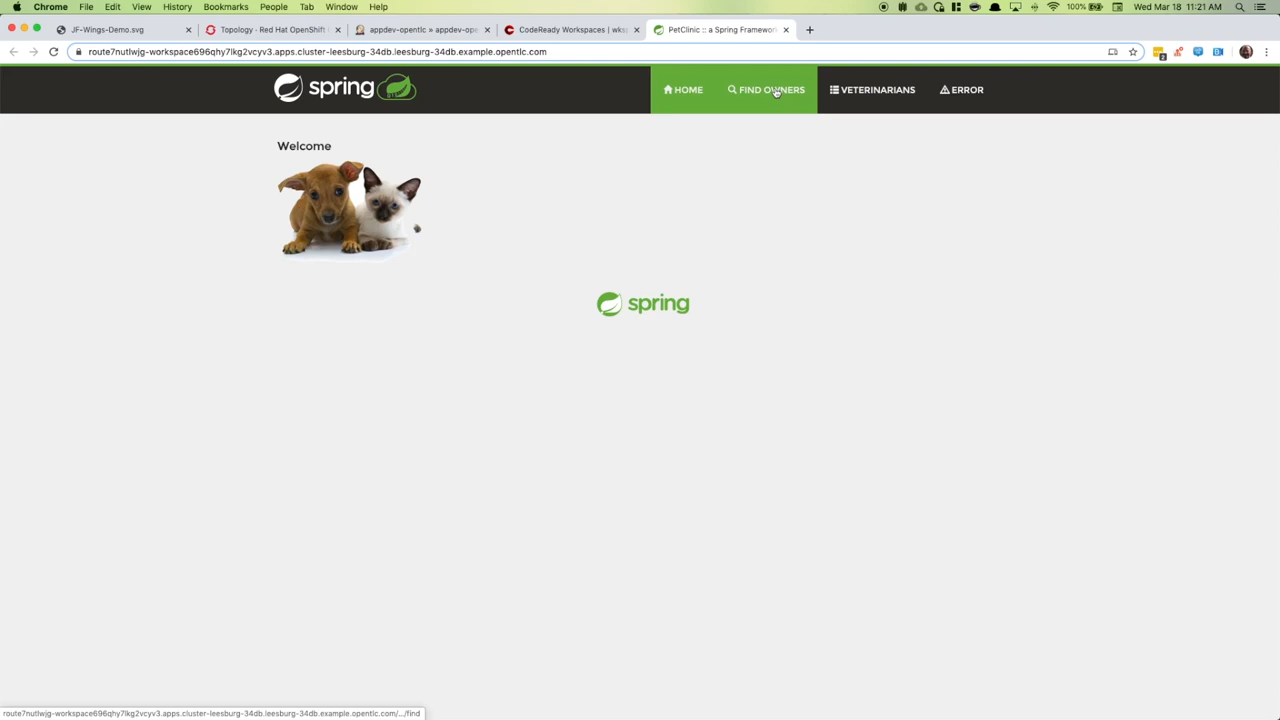 Chrome File Edit View History Bookmarks People Tab Window Help 100% Wed Mar 18 11:21 AM
JF-Wings-Demo.svg Topology - Red Hat OpenShift appdev-opentlc » appdev-ope CodeReady Workspaces | wksp PetClinic :: a Spring Framewor
route7nutlwjg-workspace696qhy7lkg2vcyv3.apps.cluster-leesburg-34db.leesburg-34db.example.opentlc.com
spring HOME FIND OWNERS VETERINARIANS ERROR
Welcome
spring
route7nutlwjg-workspace696qhy7lkg2vcyv3.apps.cluster-leesburg-34db.leesburg-34db.example.opentlc.com/.../find